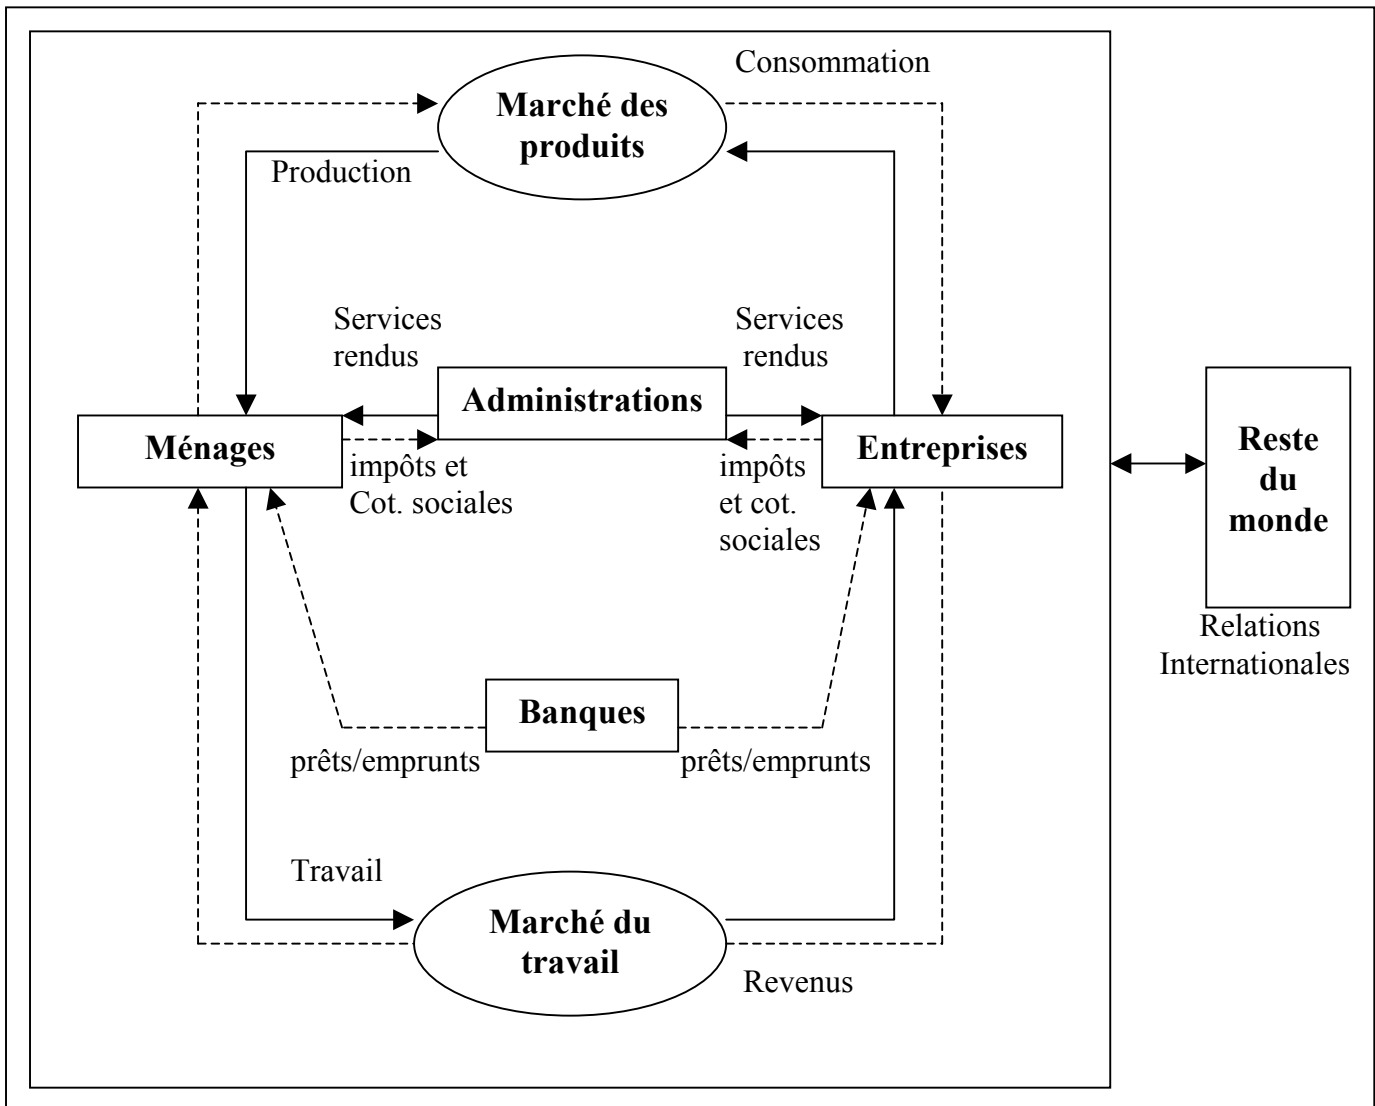 Consommation
Marché des
produits
Production
Services
rendus
Services
rendus
Administrations
Ménages
Entreprises
impôts et
Cot. sociales
impôts
et cot.
sociales
Reste
du
monde
Relations
Internationales
Banques
prêts/emprunts
prêts/emprunts
Travail
Marché du
travail
Revenus